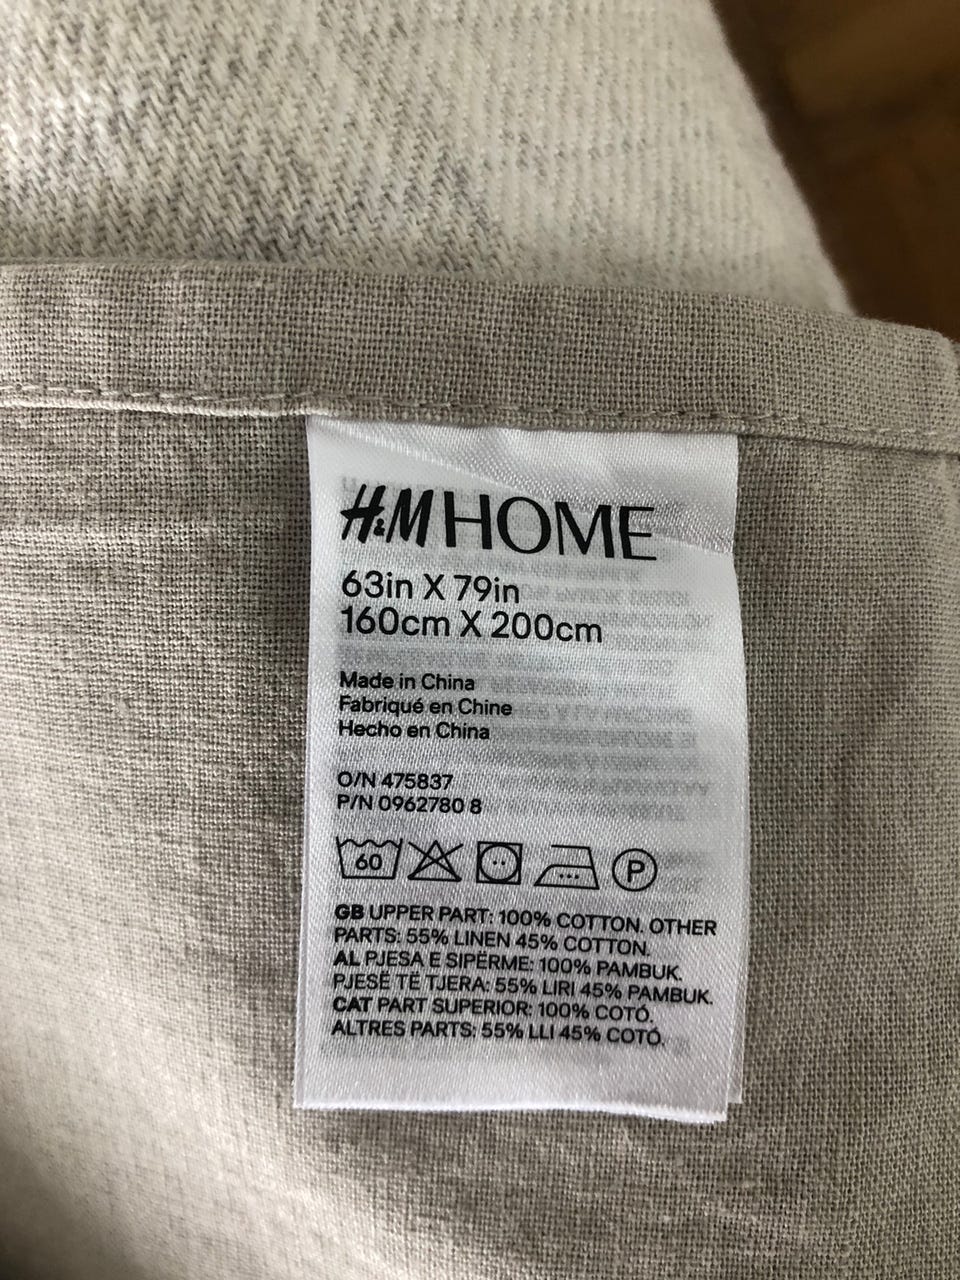 H&M HOME
63in X 79in
160cm X 200cm
Made in China
Fabriqué en Chine
Hecho en China
O/N 475837
P/N 0962780 8
60 P
GB UPPER PART: 100% COTTON. OTHER
PARTS: 55% LINEN 45% COTTON.
AL PJESA E SIPËRME: 100% PAMBUK.
PJESË TË TJERA: 55% LIRI 45% PAMBUK.
CAT PART SUPERIOR: 100% COTÓ.
ALTRES PARTS: 55% LLI 45% COTÓ.